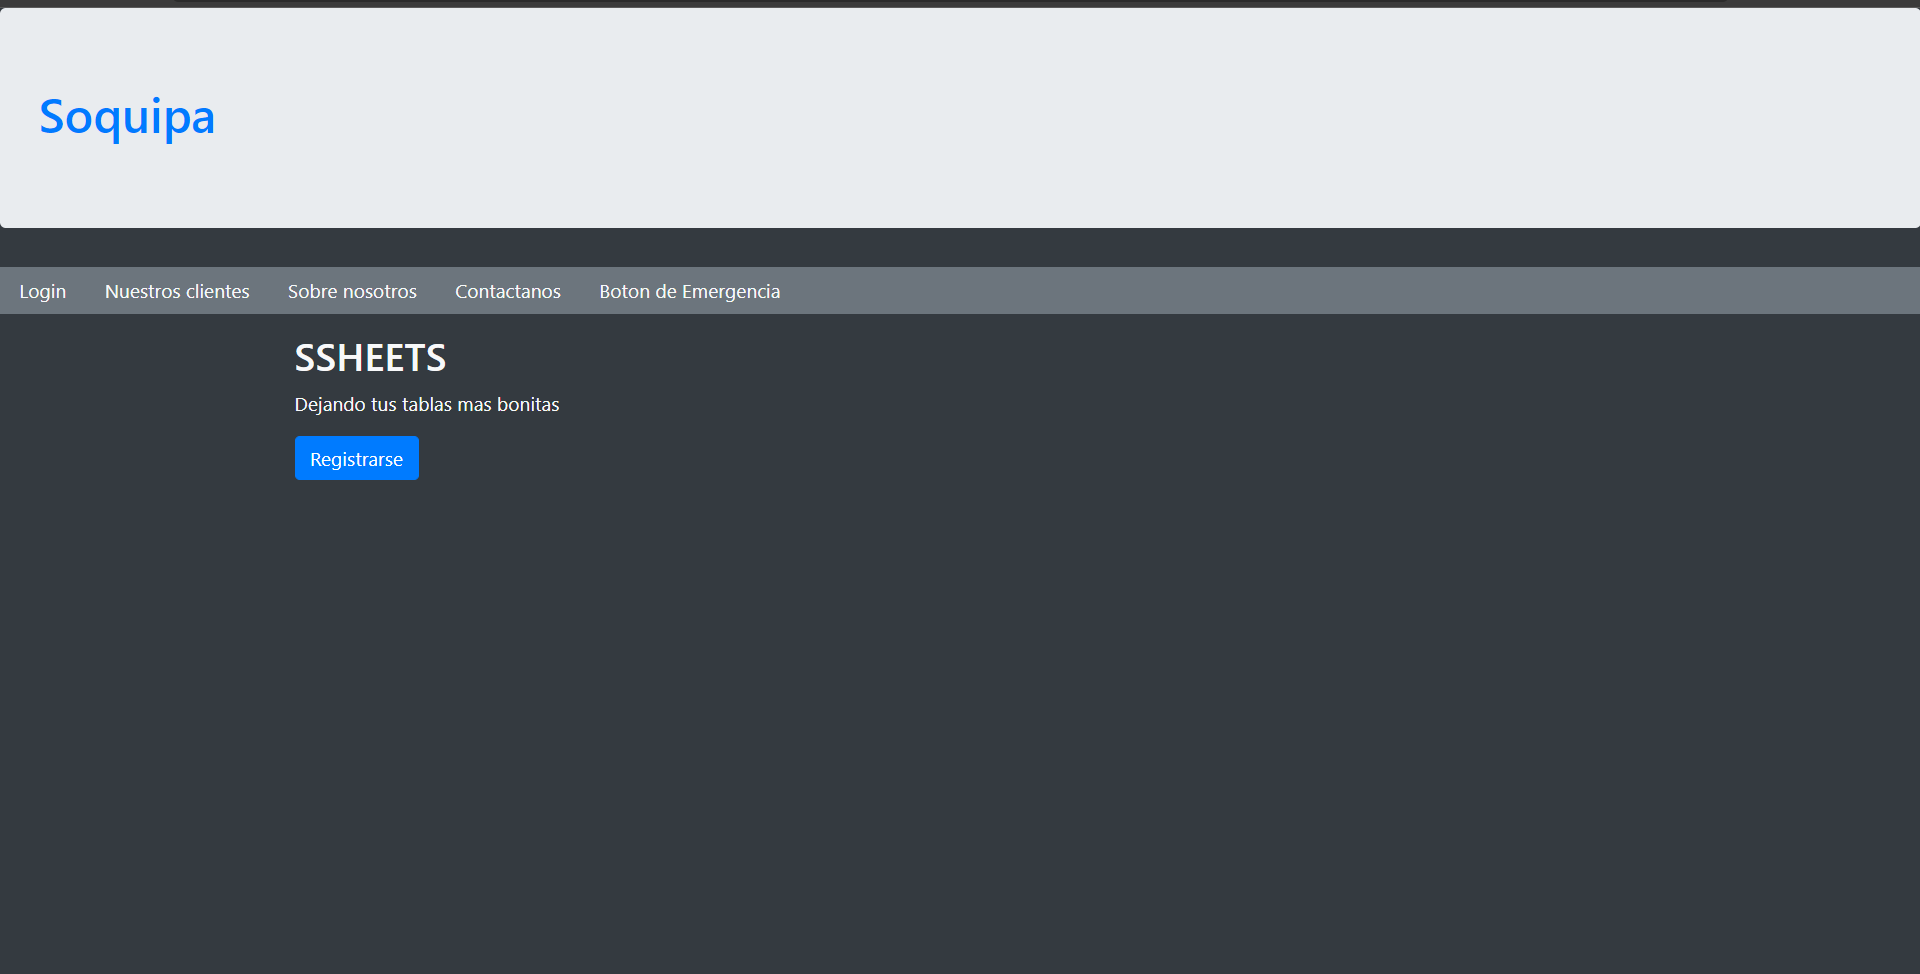 Soquipa
Login Nuestros clientes Sobre nosotros Contactanos Boton de Emergencia
SSHEETS
Dejando tus tablas mas bonitas
Registrarse